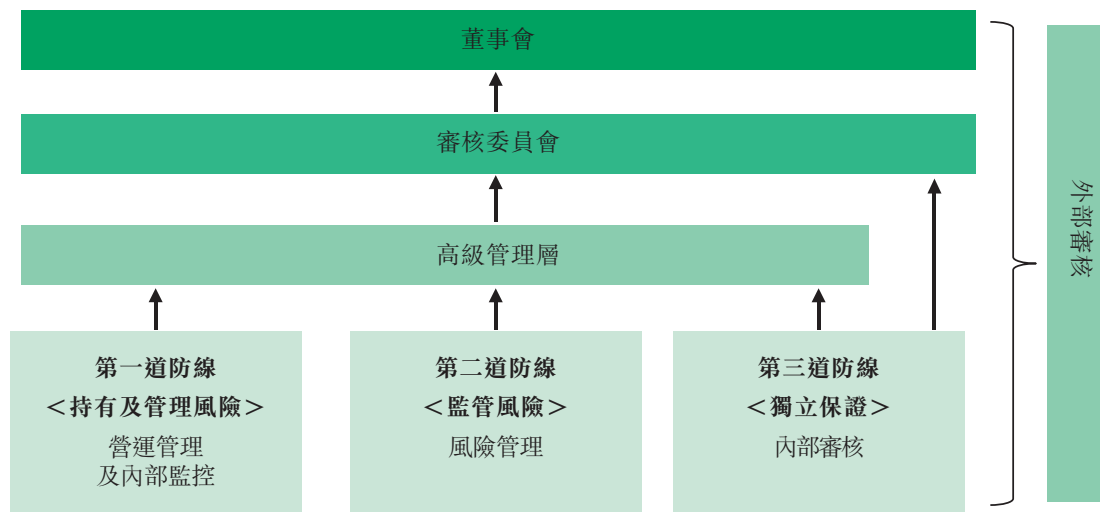 董事會
審核委員會
高級管理層
第一道防線
＜持有及管理風險＞
營運管理
及內部監控
第二道防線
＜監管風險＞
風險管理
第三道防線
＜獨立保證＞
內部審核
外部審核